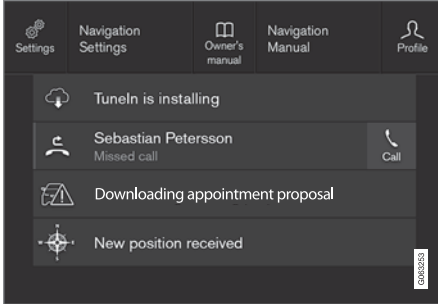 Settings
Navigation
Settings
Owner's
manual
Navigation
Manual
Profile
TuneIn is installing
Sebastian Petersson
Missed call
Call
Downloading appointment proposal
New position received
G063253